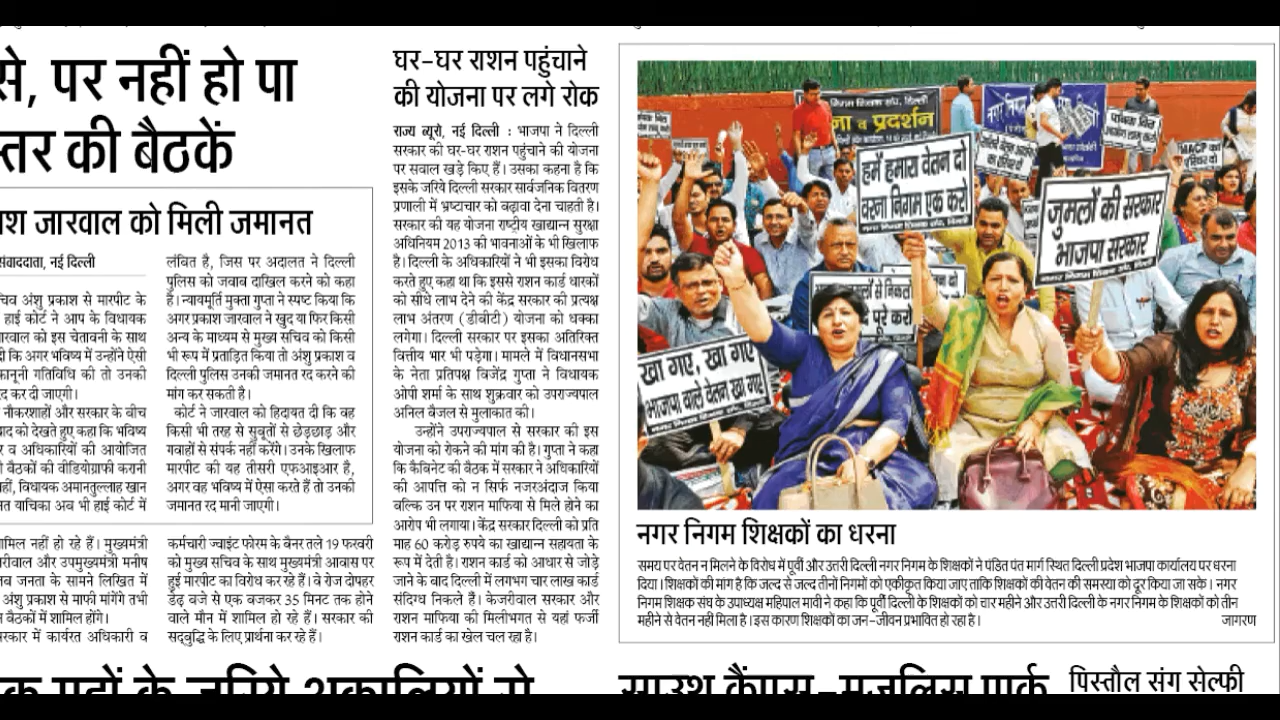 से, पर नहीं हो पा
स्तर की बैठकें
जारवाल को मिली जमानत
संवाददाता, नई दिल्ली
अंशु प्रकाश से मारपीट के
हाई कोर्ट ने आप के विधायक
को इस चेतावनी के साथ
कि अगर भविष्य में उन्होंने ऐसी
गतिविधि की तो उनकी
कर दी जाएगी।
नौकरशाहों और सरकार के बीच
को देखते हुए कहा कि भविष्य
व अधिकारियों की आयोजित
बैठकों की वीडियोग्राफी करानी
विधायक अमानतुल्लाह खान
याचिका अब भी हाई कोर्ट में
लंबित है, जिस पर अदालत ने दिल्ली
पुलिस को जवाब दाखिल करने को कहा
है। न्यायमूर्ति मुक्ता गुप्ता ने स्पष्ट किया कि
अगर प्रकाश जारवाल ने खुद या फिर किसी
अन्य के माध्यम से मुख्य सचिव को किसी
भी रूप में प्रताड़ित किया तो अंशु प्रकाश व
दिल्ली पुलिस उनकी जमानत रद करने की
मांग कर सकती है।
कोर्ट ने जारवाल को हिदायत दी कि वह
किसी भी तरह से सुबूतों से छेड़छाड़ और
गवाहों से संपर्क नहीं करेंगे। उनके खिलाफ
मारपीट की यह तीसरी एफआइआर है,
अगर वह भविष्य में ऐसा करते हैं तो उनकी
जमानत रद मानी जाएगी।
नहीं हो रहे हैं। मुख्यमंत्री
और उपमुख्यमंत्री मनीष
जनता के सामने लिखित में
अंशु प्रकाश से माफी मांगेंगे तभी
बैठकों में शामिल होंगे।
में कार्यरत अधिकारी व
कर्मचारी ज्वाइंट फोरम के बैनर तले 19 फरवरी
को मुख्य सचिव के साथ मुख्यमंत्री आवास पर
हुई मारपीट का विरोध कर रहे हैं। वे रोज दोपहर
डेढ़ बजे से एक बजकर 35 मिनट तक होने
वाले मौन में शामिल हो रहे हैं। सरकार की
सद्बुद्धि के लिए प्रार्थना कर रहे हैं।
घर-घर राशन पहुंचाने
की योजना पर लगे रोक
राज्य ब्यूरो, नई दिल्ली : भाजपा ने दिल्ली
सरकार की घर-घर राशन पहुंचाने की योजना
पर सवाल खड़े किए हैं। उसका कहना है कि
इसके जरिये दिल्ली सरकार सार्वजनिक वितरण
प्रणाली में भ्रष्टाचार को बढ़ावा देना चाहती है।
सरकार की यह योजना राष्ट्रीय खाद्यान्न सुरक्षा
अधिनियम 2013 की भावनाओं के भी खिलाफ
है। दिल्ली के अधिकारियों ने भी इसका विरोध
करते हुए कहा था कि इससे राशन कार्ड धारकों
को सीधे लाभ देने की केंद्र सरकार की प्रत्यक्ष
लाभ अंतरण (डीवीटी) योजना को धक्का
लगेगा। दिल्ली सरकार पर इसका अतिरिक्त
वित्तीय भार भी पड़ेगा। मामले में विधानसभा
के नेता प्रतिपक्ष विजेंद्र गुप्ता ने विधायक
ओपी शर्मा के साथ शुक्रवार को उपराज्यपाल
अनिल बैजल से मुलाकात की।
उन्होंने उपराज्यपाल से सरकार की इस
योजना को रोकने की मांग की है। गुप्ता ने कहा
कि कैबिनेट की बैठक में सरकार ने अधिकारियों
की आपत्ति को न सिर्फ नजरअंदाज किया
बल्कि उन पर राशन माफिया से मिले होने का
आरोप भी लगाया। केंद्र सरकार दिल्ली को प्रति
माह 60 करोड़ रुपये का खाद्यान्न सहायता के
रूप में देती है। राशन कार्ड को आधार से जोड़े
जाने के बाद दिल्ली में लगभग चार लाख कार्ड
संदिग्ध निकले हैं। केजरीवाल सरकार और
राशन माफिया की मिलीभगत से यहां फर्जी
राशन कार्ड का खेल चल रहा है।
व प्रदर्शन
हमें हमारा वेतन दो
वरना निगम एक करो
जुमलों की सरकार
भाजपा सरकार
से निकलो
पूरे करो
खा गए, खा गए
भाजपा वाले वेतन खा गए
नगर निगम शिक्षकों का धरना
समय पर वेतन न मिलने के विरोध में पूर्वी और उत्तरी दिल्ली नगर निगम के शिक्षकों ने पंडित पंत मार्ग स्थित दिल्ली प्रदेश भाजपा कार्यालय पर धरना
दिया। शिक्षकों की मांग है कि जल्द से जल्द तीनों निगमों को एकीकृत किया जाए ताकि शिक्षकों की वेतन की समस्या को दूर किया जा सके। नगर
निगम शिक्षक संघ के उपाध्यक्ष महिपाल मावी ने कहा कि पूर्वी दिल्ली के शिक्षकों को चार महीने और उतरी दिल्ली के नगर निगम के शिक्षकों को तीन
महीने से वेतन नहीं मिला है। इस कारण शिक्षकों का जन-जीवन प्रभावित हो रहा है।
जागरण
के जरिये अकालियों से
साउथ कैंपस-मजलिस पार्क
पिस्तौल संग सेल्फी